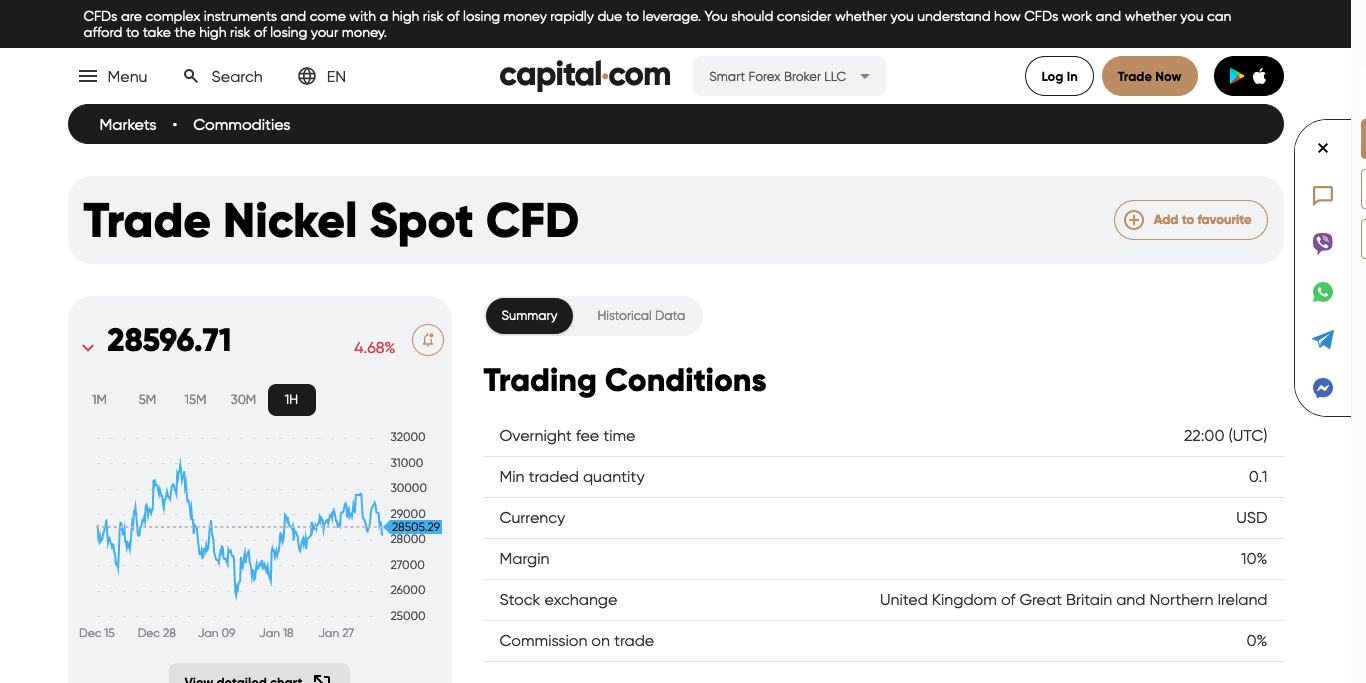 CFDs are complex instruments and come with a high risk of losing money rapidly due to leverage. You should consider whether you understand how CFDs work and whether you can
afford to take the high risk of losing your money.
Menu Search EN capital.com Smart Forex Broker LLC Log In Trade Now
Markets • Commodities
Trade Nickel Spot CFD Add to favourite
28596.71 4.68%
1M 5M 15M 30M 1H
32000
31000
30000
29000
28505.29
28000
27000
26000
25000
Dec 15 Dec 28 Jan 09 Jan 18 Jan 27
View detailed chart
Summary Historical Data
Trading Conditions
Overnight fee time 22:00 (UTC)
Min traded quantity 0.1
Currency USD
Margin 10%
Stock exchange United Kingdom of Great Britain and Northern Ireland
Commission on trade 0%